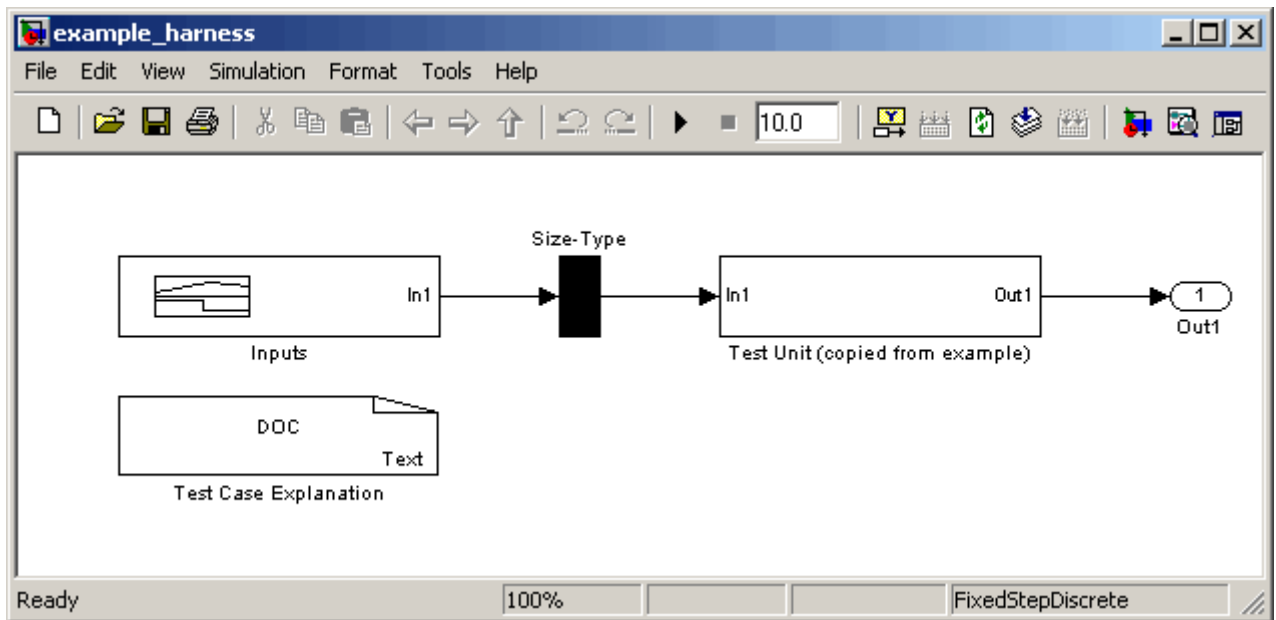 example_harness
File Edit View Simulation Format Tools Help
10.0
Size-Type
In1
In1
Out1
1
Out1
Inputs
Test Unit (copied from example)
DOC
Text
Test Case Explanation
Ready
100%
FixedStepDiscrete